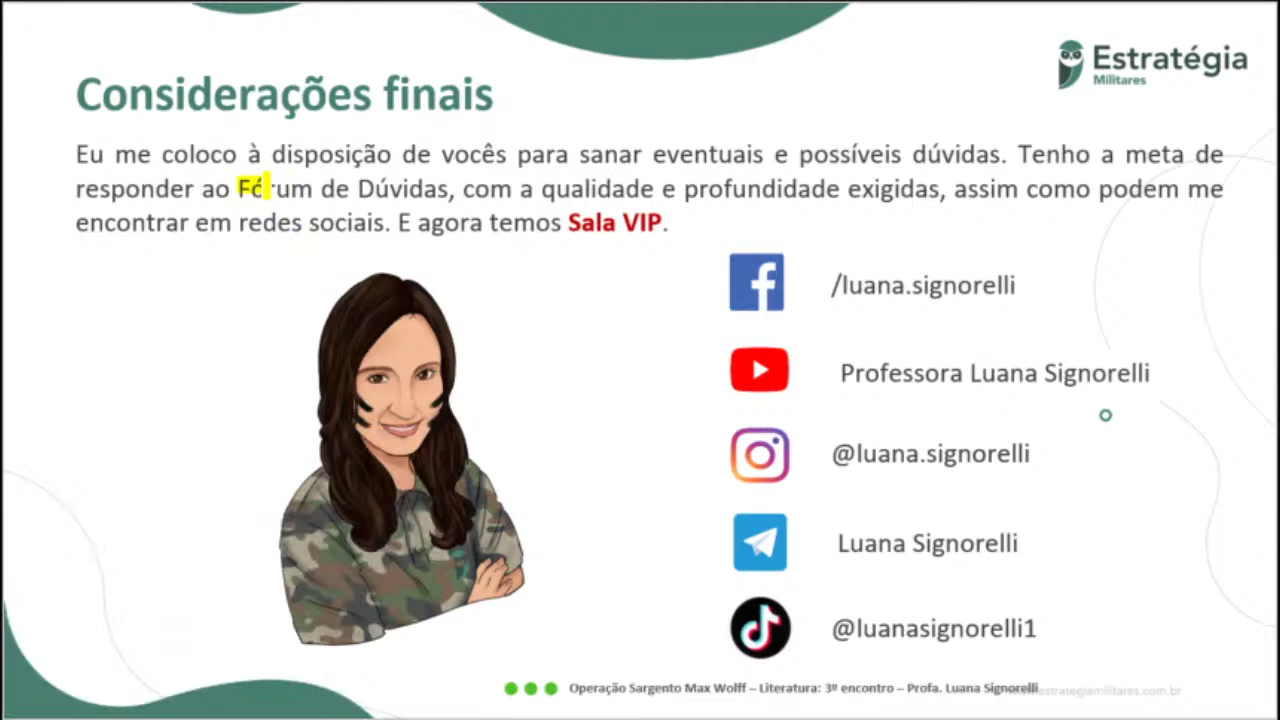 Estratégia
Militares
Considerações finais
Eu me coloco à disposição de vocês para sanar eventuais e possíveis dúvidas. Tenho a meta de
responder ao Fórum de Dúvidas, com a qualidade e profundidade exigidas, assim como podem me
encontrar em redes sociais. E agora temos Sala VIP.
/luana.signorelli
Professora Luana Signorelli
@luana.signorelli
Luana Signorelli
@luanasignorelli1
Operação Sargento Max Wolff – Literatura: 3º encontro – Profa. Luana Signorelli